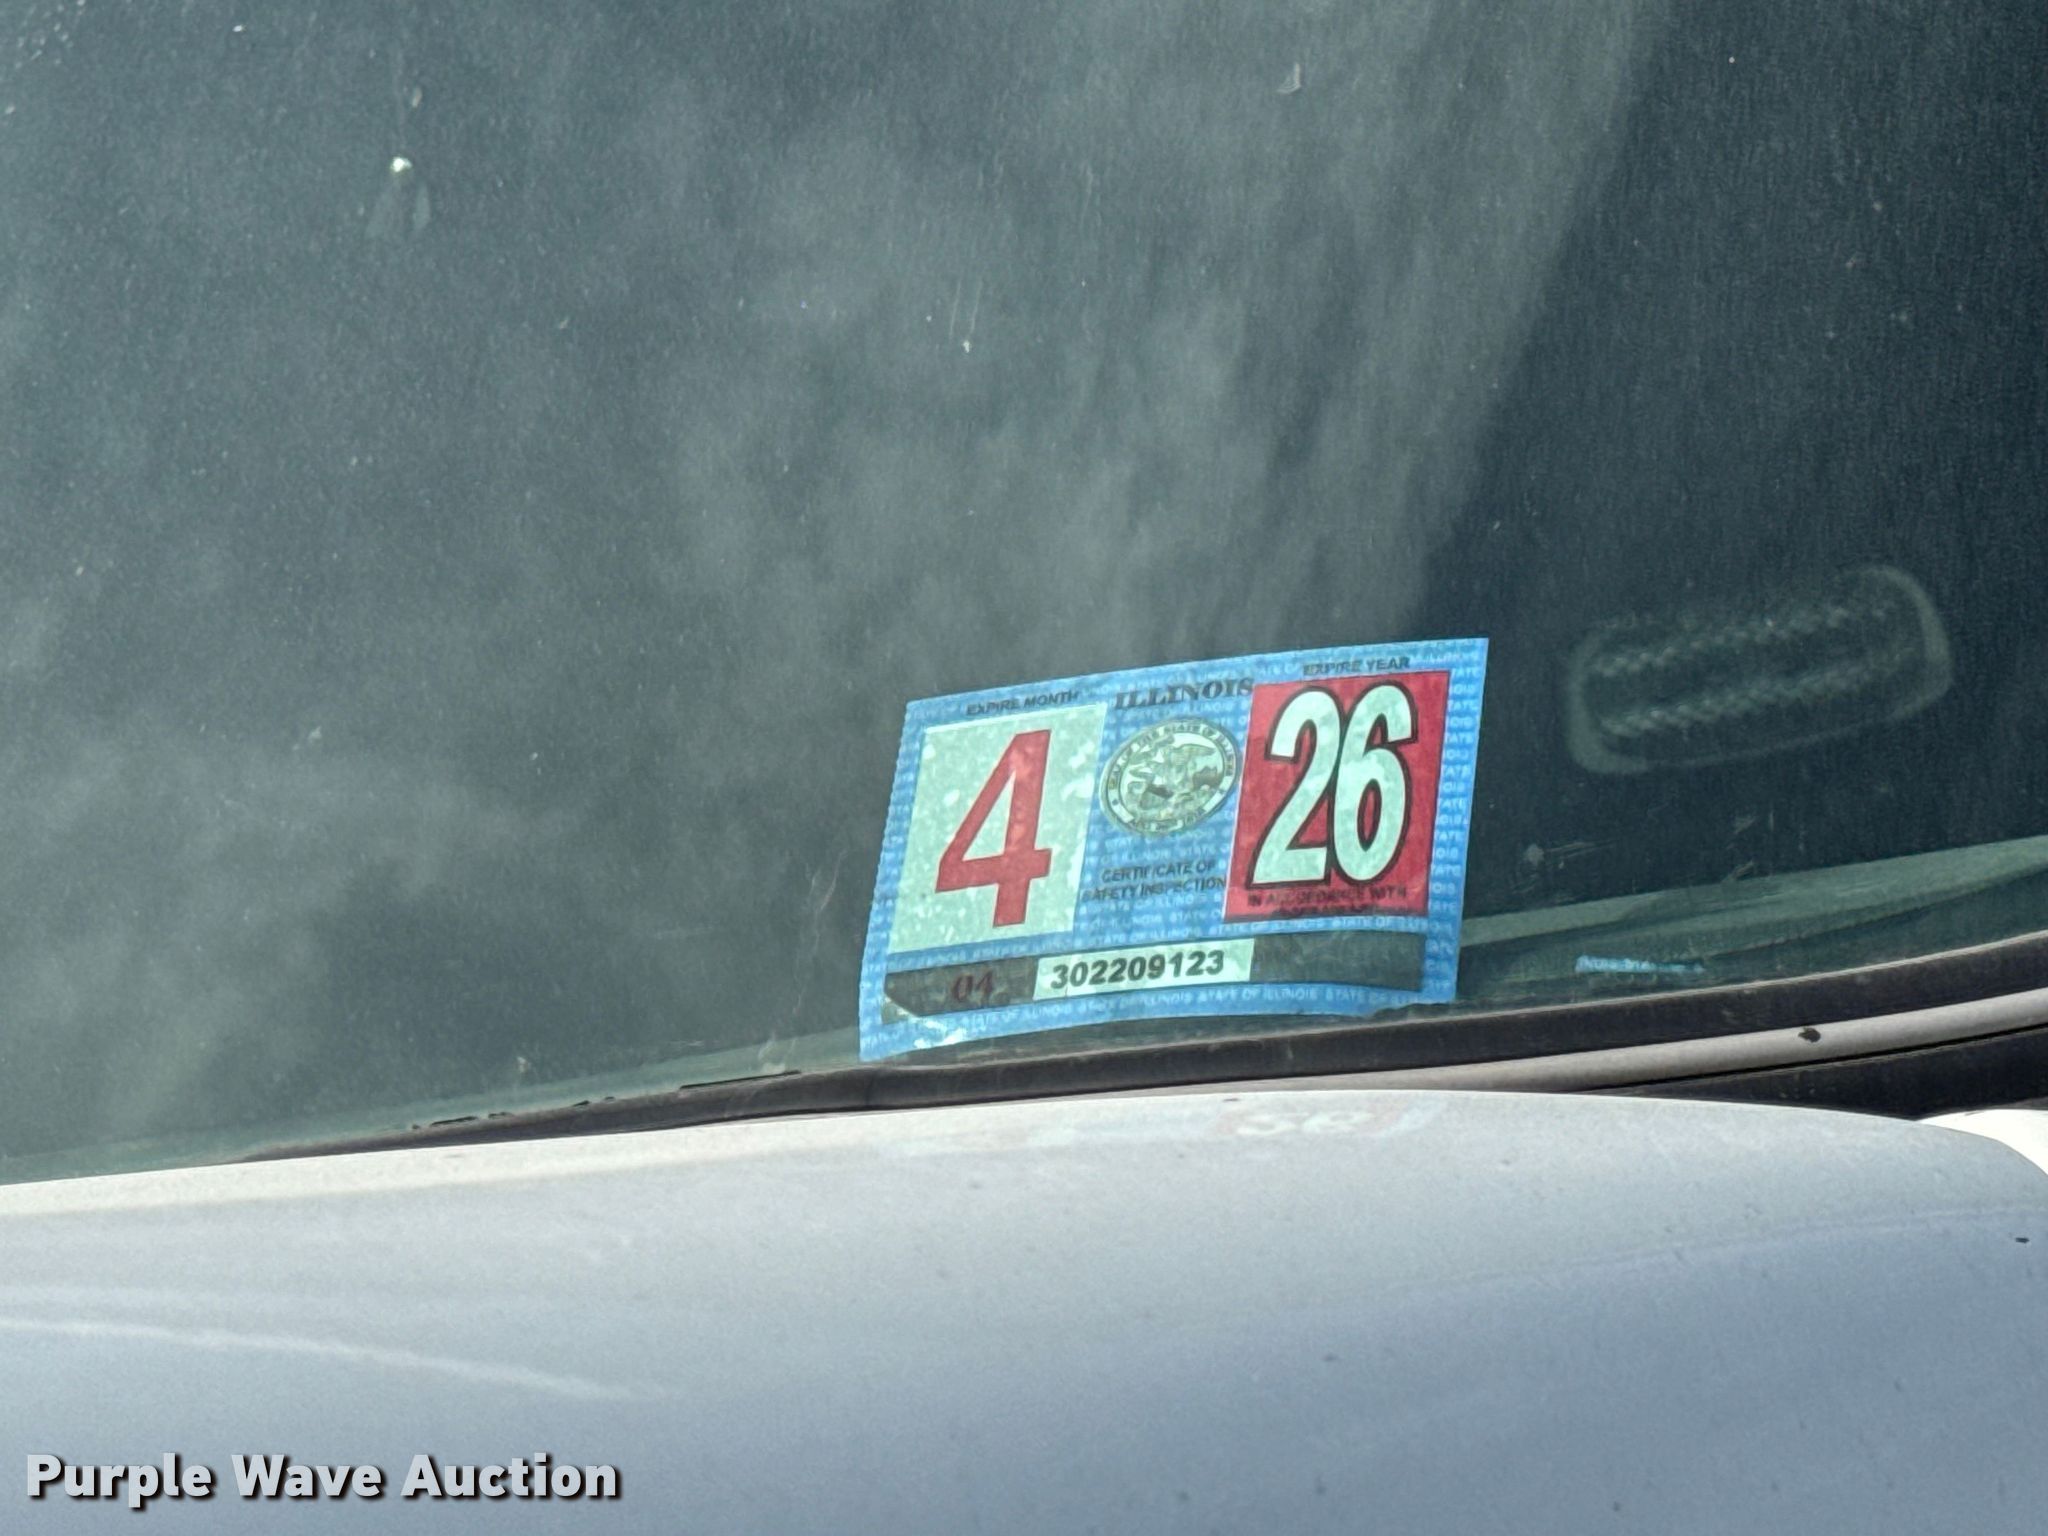 EXPIRE MONTH
ILLINOIS
EXPIRE YEAR
4
26
CERTIFICATE OF
SAFETY INSPECTION
IN ACCORDANCE WITH
04
302209123
Purple Wave Auction